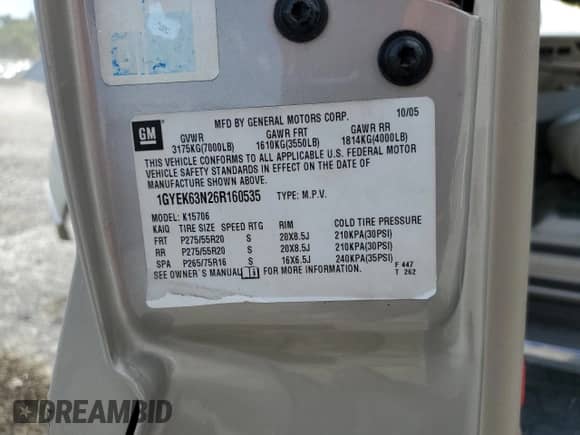 MFD BY GENERAL MOTORS CORP. 10/05
GM
GVWR GAWR FRT GAWR RR
3175KG(7000LB) 1610KG(3550LB) 1814KG(4000LB)
THIS VEHICLE CONFORMS TO ALL APPLICABLE U.S. FEDERAL MOTOR
VEHICLE SAFETY STANDARDS IN EFFECT ON THE DATE OF
MANUFACTURE SHOWN ABOVE.
1GYEK63N26R160535 TYPE: M.P.V.
MODEL: K15706
KAIQ TIRE SIZE SPEED RTG RIM COLD TIRE PRESSURE
FRT P275/55R20 S 20X8.5J 210KPA(30PSI)
RR P275/55R20 S 20X8.5J 210KPA(30PSI)
SPA P265/75R16 S 16X6.5J 240KPA(35PSI)
SEE OWNER'S MANUAL i FOR MORE INFORMATION.
F 447
T 262
DREAMBID